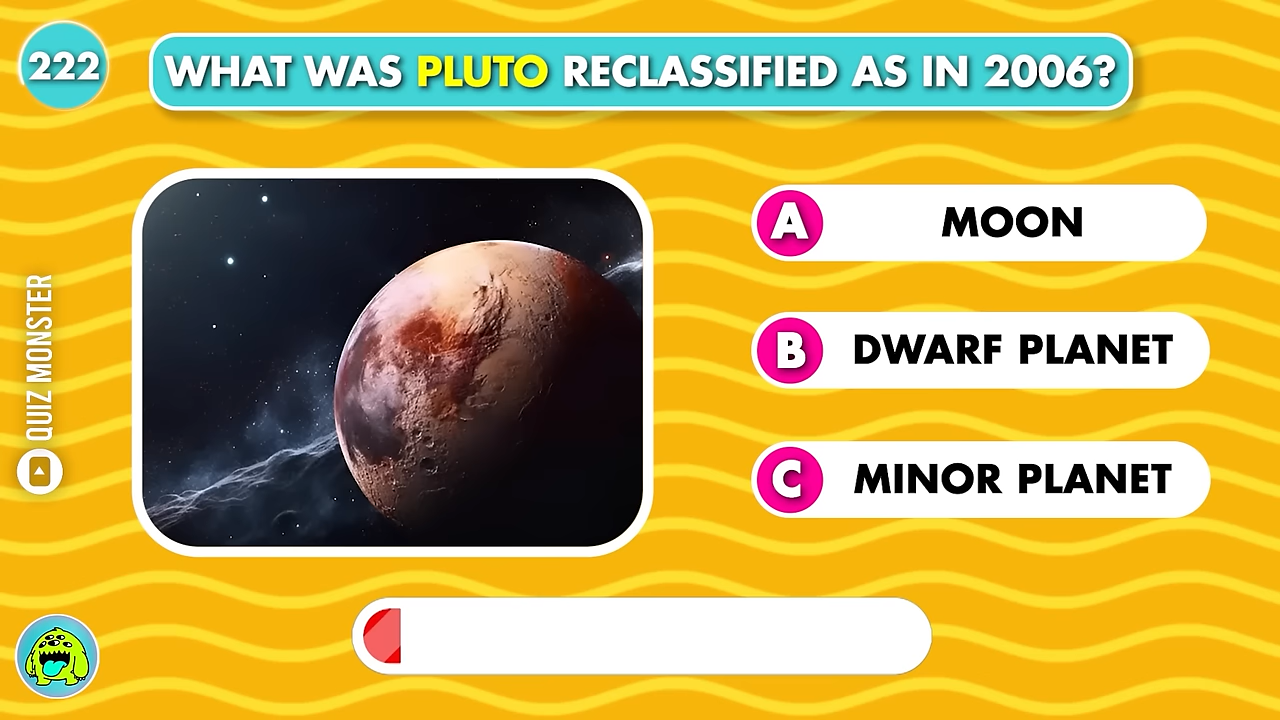 222
WHAT WAS PLUTO RECLASSIFIED AS IN 2006?
A MOON
B DWARF PLANET
C MINOR PLANET
QUIZ MONSTER